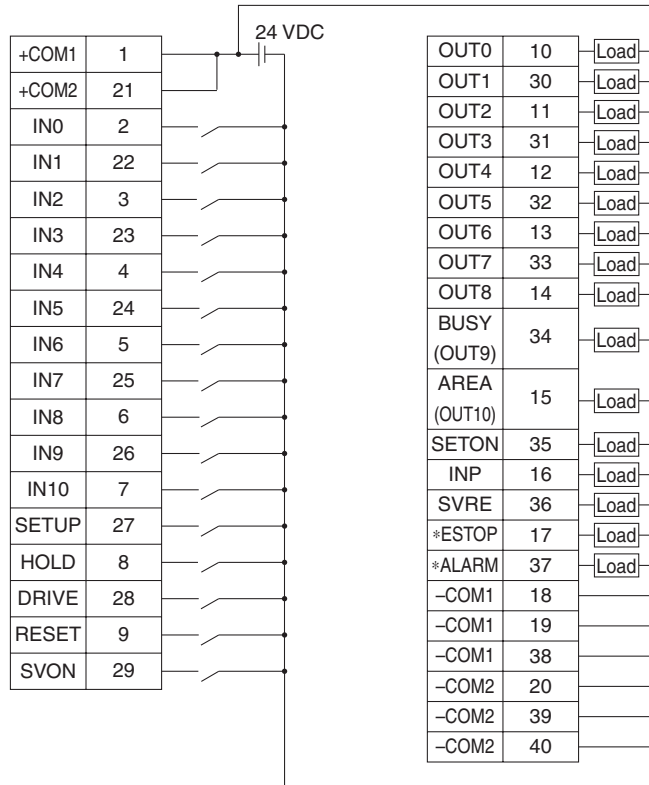 24 VDC
+COM1 1
+COM2 21
IN0 2
IN1 22
IN2 3
IN3 23
IN4 4
IN5 24
IN6 5
IN7 25
IN8 6
IN9 26
IN10 7
SETUP 27
HOLD 8
DRIVE 28
RESET 9
SVON 29
OUT0 10 Load
OUT1 30 Load
OUT2 11 Load
OUT3 31 Load
OUT4 12 Load
OUT5 32 Load
OUT6 13 Load
OUT7 33 Load
OUT8 14 Load
BUSY
(OUT9) 34 Load
AREA
(OUT10) 15 Load
SETON 35 Load
INP 16 Load
SVRE 36 Load
*ESTOP 17 Load
*ALARM 37 Load
–COM1 18
–COM1 19
–COM1 38
–COM2 20
–COM2 39
–COM2 40